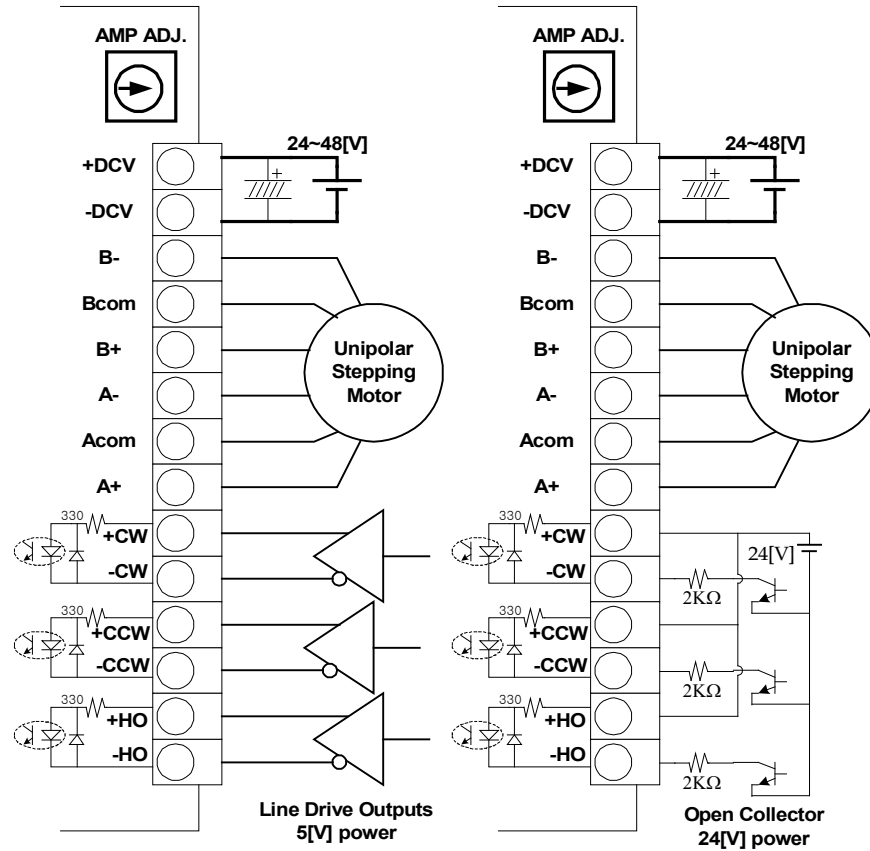 AMP ADJ.
24~48[V]
+DCV
+
-DCV
B-
Bcom
B+
A-
Acom
A+
Unipolar
Stepping
Motor
330
+CW
-CW
330
+CCW
-CCW
330
+HO
-HO
Line Drive Outputs
5[V] power
AMP ADJ.
24~48[V]
+DCV
+
-DCV
B-
Bcom
B+
A-
Acom
A+
Unipolar
Stepping
Motor
330
+CW
24[V]
-CW
2KΩ
330
+CCW
-CCW
2KΩ
330
+HO
-HO
2KΩ
Open Collector
24[V] power